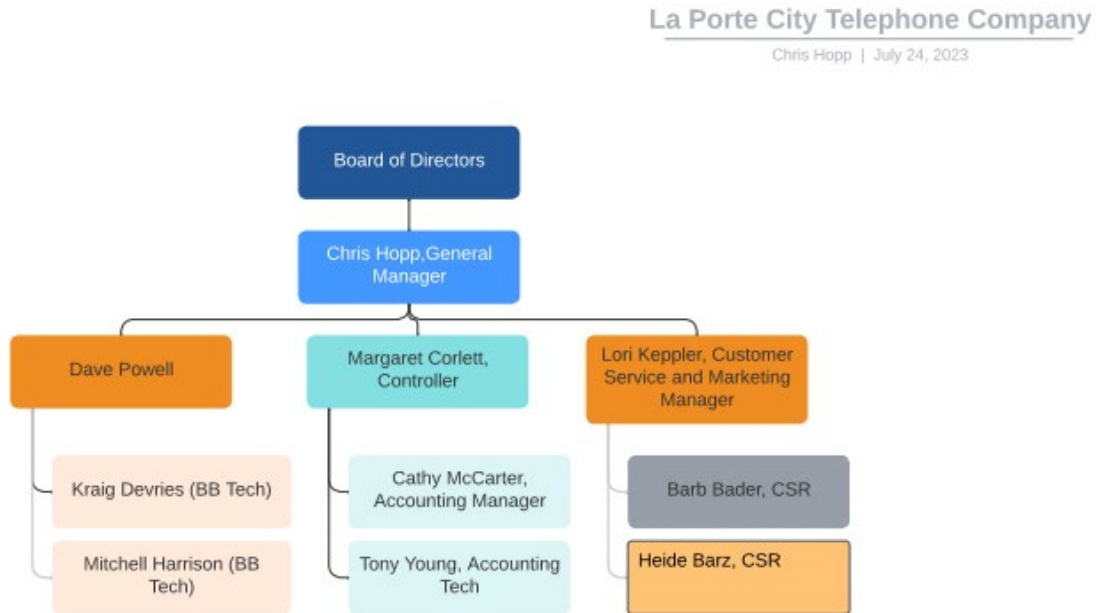 La Porte City Telephone Company
Chris Hopp | July 24, 2023
Board of Directors
Chris Hopp,General
Manager
Dave Powell
Margaret Corlett,
Controller
Lori Keppler, Customer
Service and Marketing
Manager
Kraig Devries (BB Tech)
Cathy McCarter,
Accounting Manager
Barb Bader, CSR
Mitchell Harrison (BB
Tech)
Tony Young, Accounting
Tech
Heide Barz, CSR